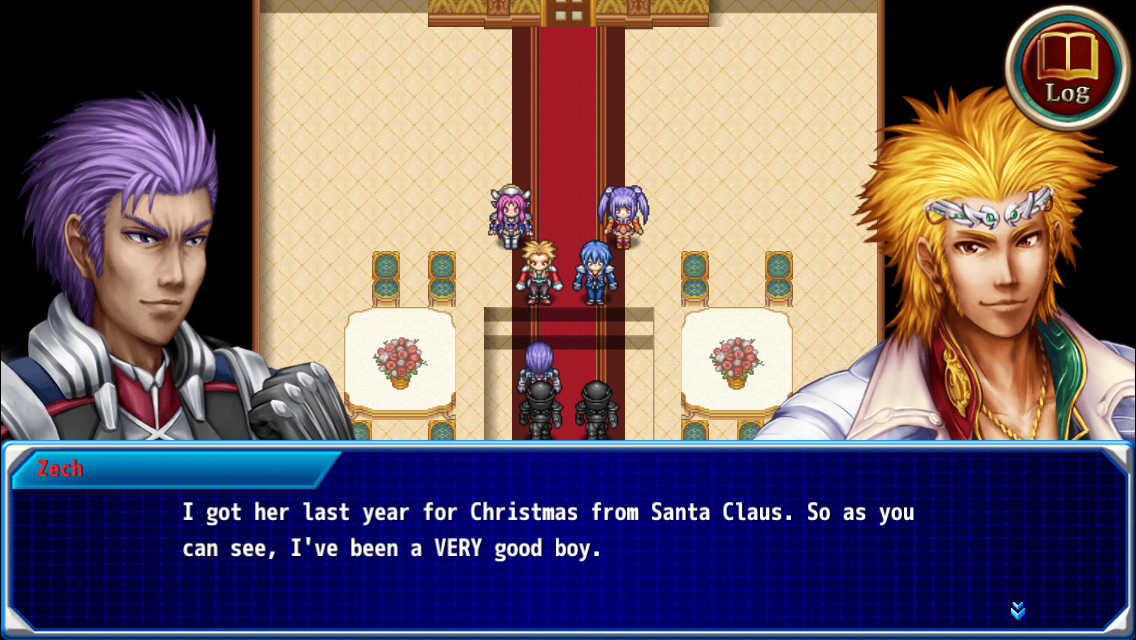 Log
Zech
I got her last year for Christmas from Santa Claus. So as you
can see, I've been a VERY good boy.